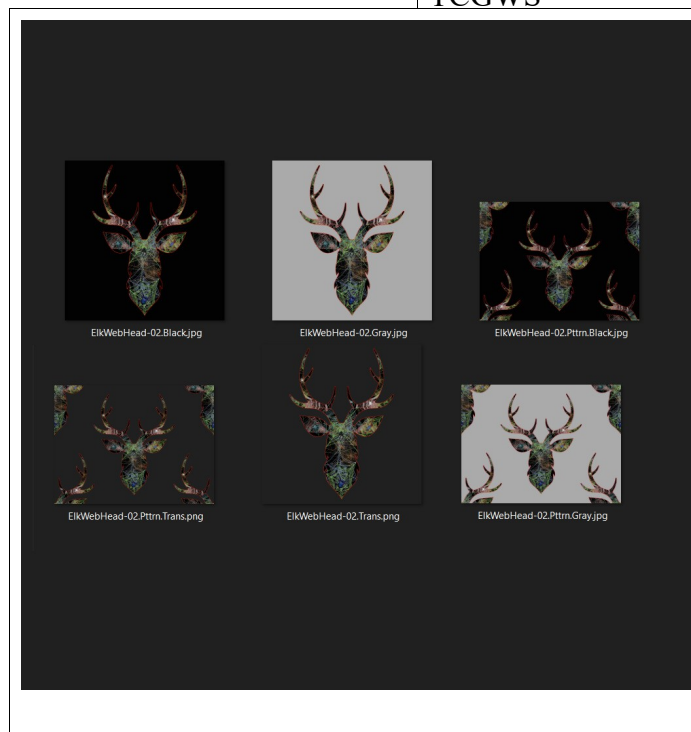 TCGWS
ElkWebHead-02.Black.jpg
ElkWebHead-02.Gray.jpg
ElkWebHead-02.Pttrn.Black.jpg
ElkWebHead-02.Pttrn.Trans.png
ElkWebHead-02.Trans.png
ElkWebHead-02.Pttrn.Gray.jpg